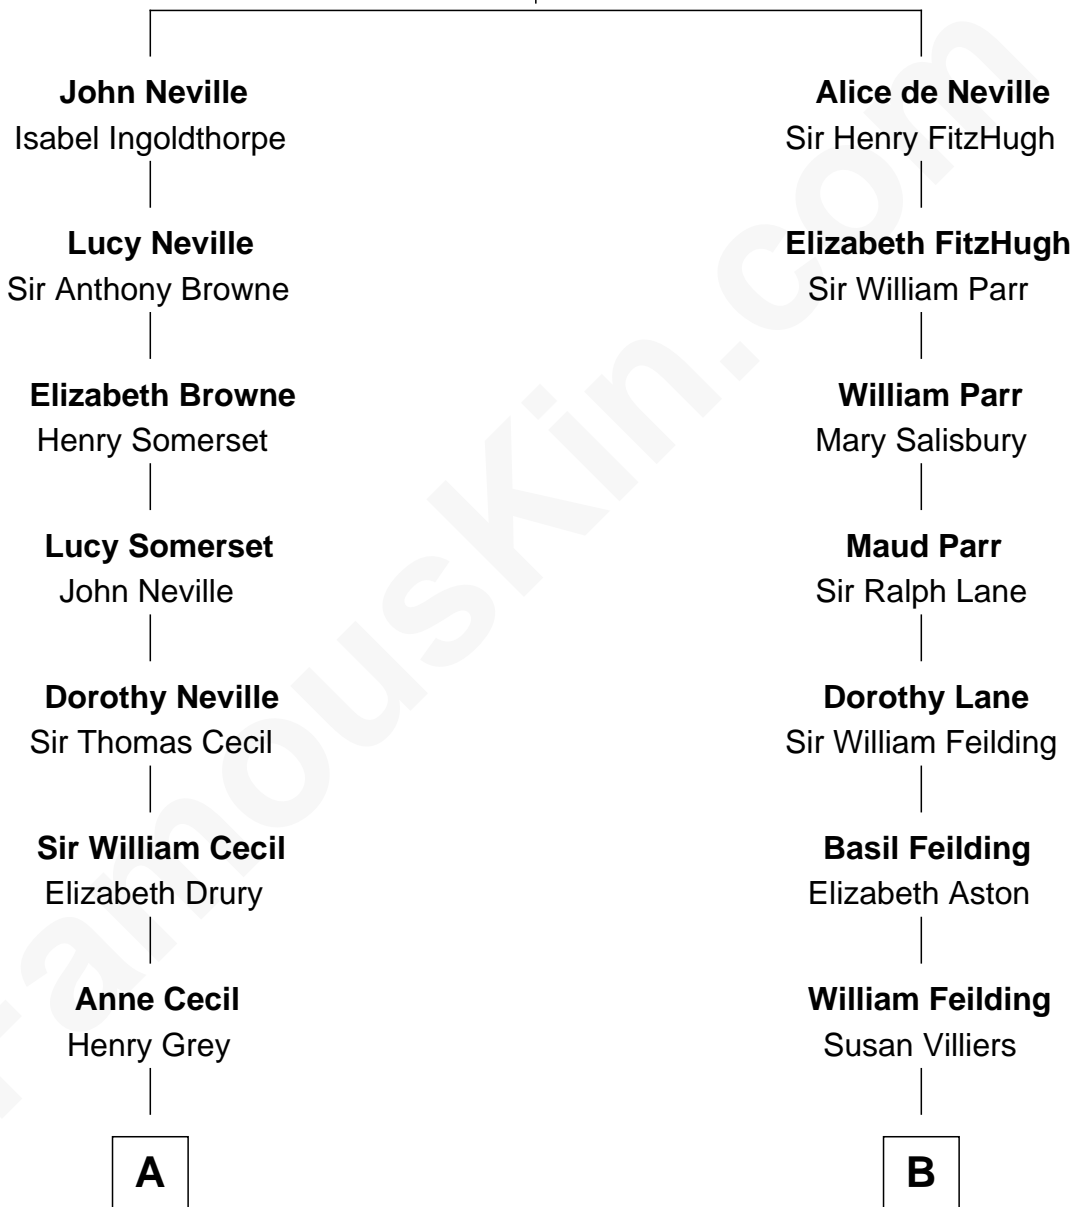 John Neville
Isabel Ingoldthorpe
Lucy Neville
Sir Anthony Browne
Elizabeth Browne
Henry Somerset
Lucy Somerset
John Neville
Dorothy Neville
Sir Thomas Cecil
Sir William Cecil
Elizabeth Drury
Anne Cecil
Henry Grey
A
Alice de Neville
Sir Henry FitzHugh
Elizabeth FitzHugh
Sir William Parr
William Parr
Mary Salisbury
Maud Parr
Sir Ralph Lane
Dorothy Lane
Sir William Feilding
Basil Feilding
Elizabeth Aston
William Feilding
Susan Villiers
B
FamousKin.com